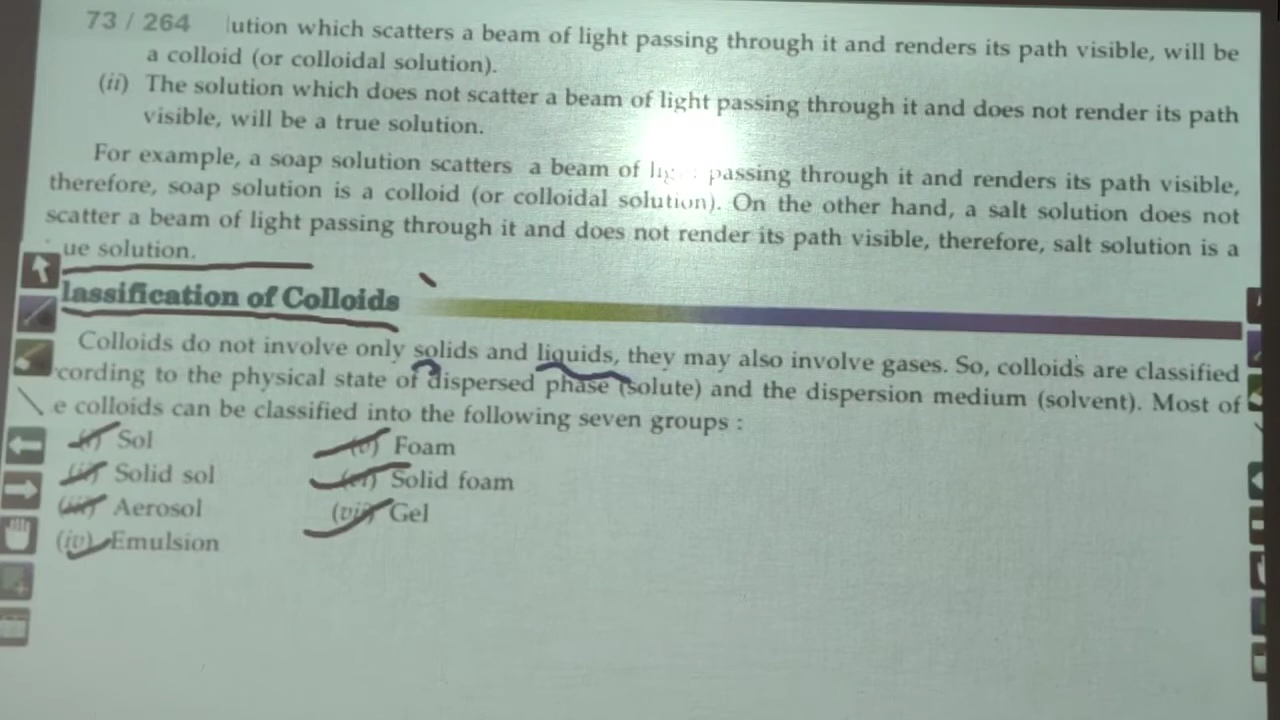 73 / 264 lution which scatters a beam of light passing through it and renders its path visible, will be
a colloid (or colloidal solution).
(ii) The solution which does not scatter a beam of light passing through it and does not render its path
visible, will be a true solution.
For example, a soap solution scatters a beam of passing through it and renders its path visible,
therefore, soap solution is a colloid (or colloidal solution). On the other hand, a salt solution does not
scatter a beam of light passing through it and does not render its path visible, therefore, salt solution is a
ue solution.
lassification of Colloids
Colloids do not involve only solids and liquids, they may also involve gases. So, colloids are classified
cording to the physical state of dispersed phase (solute) and the dispersion medium (solvent). Most of
e colloids can be classified into the following seven groups :
(i) Sol
(v) Foam
(ii) Solid sol
(vi) Solid foam
(iii) Aerosol
(vii) Gel
(iv) Emulsion